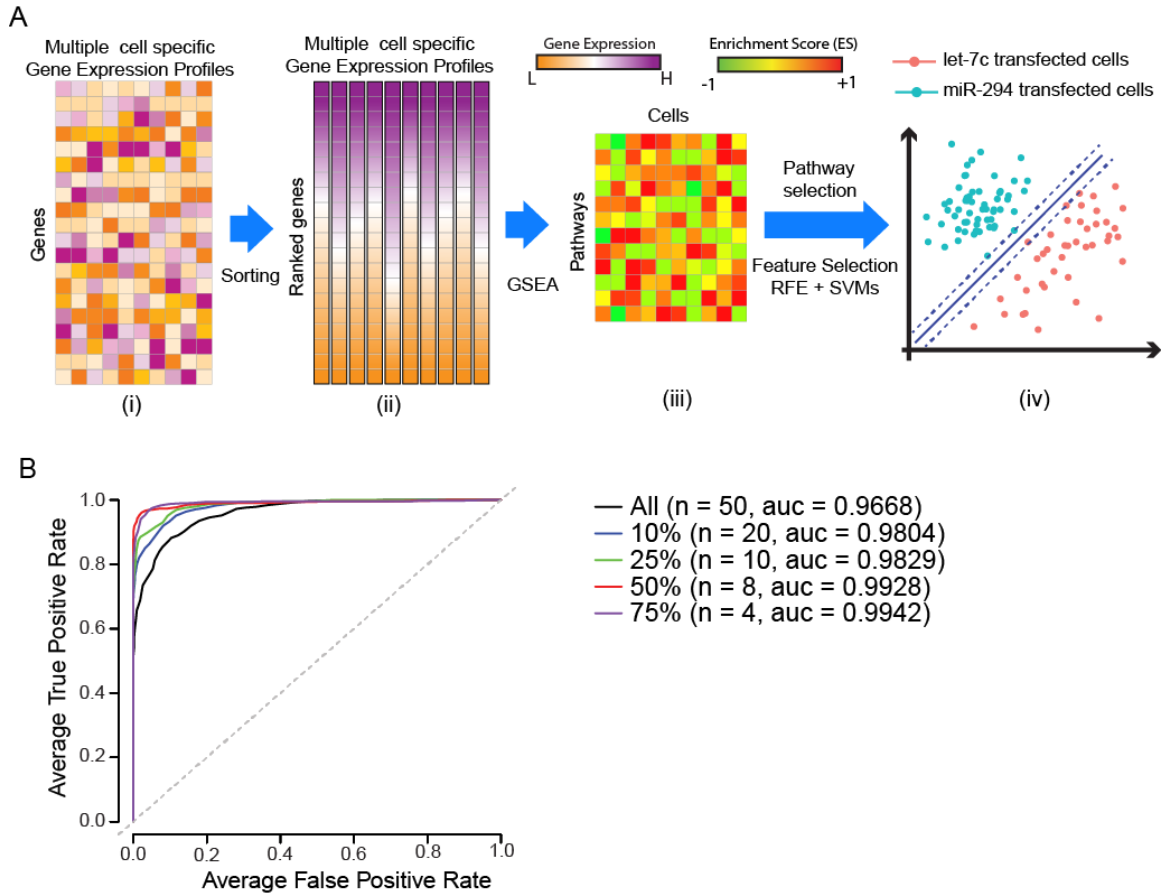 A
Multiple cell specific
Gene Expression Profiles
Genes
(i)
Sorting
Multiple cell specific
Gene Expression Profiles
Ranked genes
(ii)
GSEA
Gene Expression
L
H
Enrichment Score (ES)
-1
+1
Cells
Pathways
(iii)
Pathway
selection
Feature Selection
RFE + SVMs
let-7c transfected cells
miR-294 transfected cells
(iv)
B
Average True Positive Rate
1.0
0.8
0.6
0.4
0.2
0.0
0.0
0.2
0.4
0.6
0.8
1.0
Average False Positive Rate
All (n = 50, auc = 0.9668)
10% (n = 20, auc = 0.9804)
25% (n = 10, auc = 0.9829)
50% (n = 8, auc = 0.9928)
75% (n = 4, auc = 0.9942)